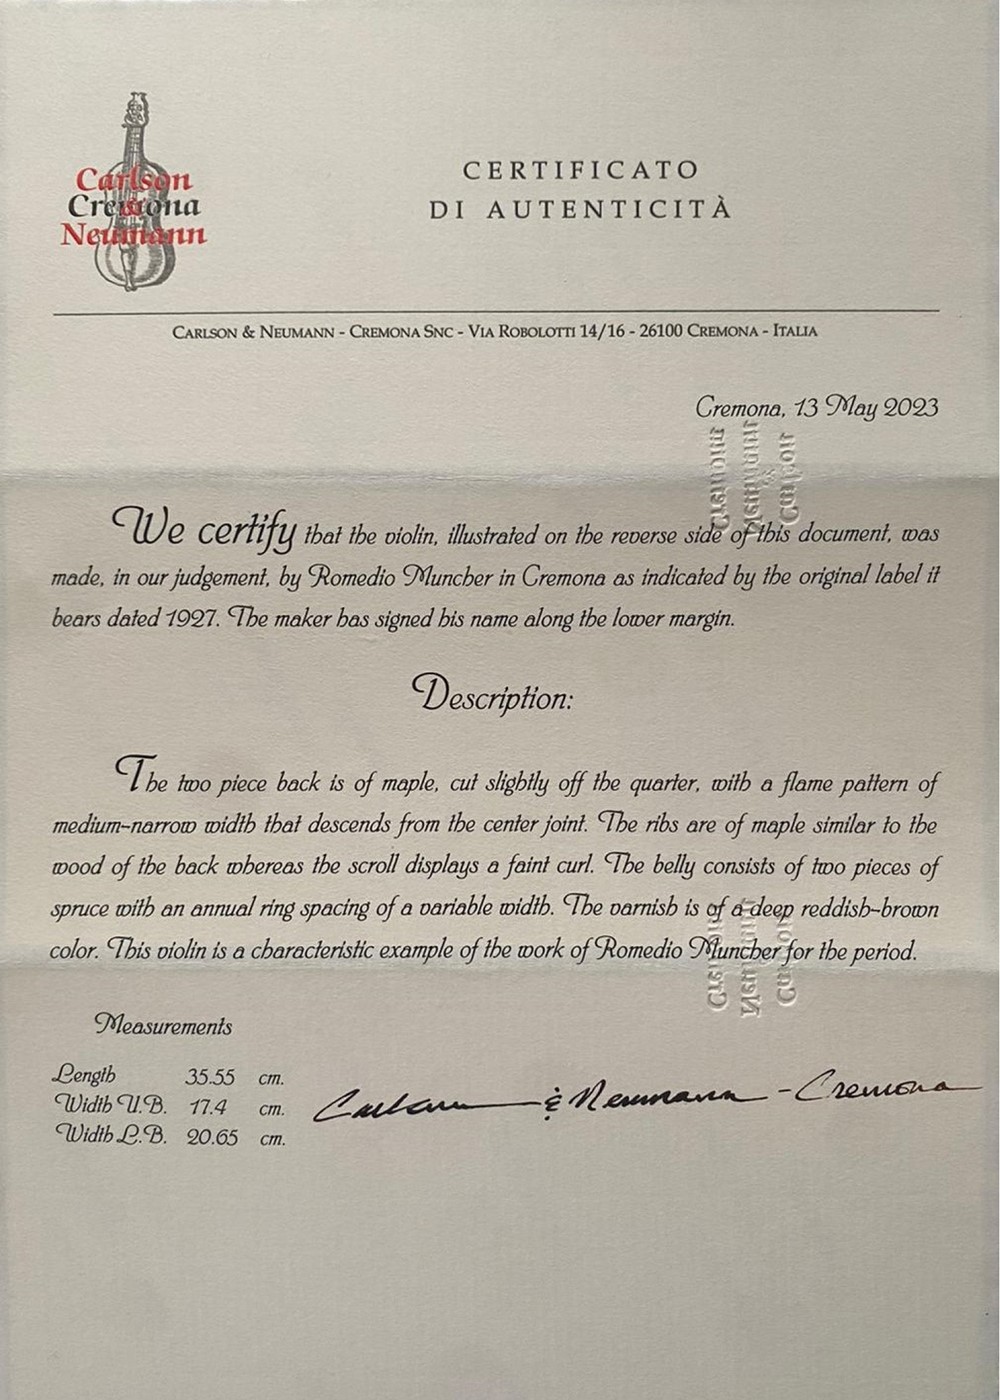 Carlson
Cremona
&
Neumann
CERTIFICATO
DI AUTENTICITÀ
CARLSON & NEUMANN - CREMONA SNC - VIA ROBOLOTTI 14/16 - 26100 CREMONA - ITALIA
Cremona, 13 May 2023
We certify that the violin, illustrated on the reverse side of this document, was
made, in our judgement, by Romedio Muncher in Cremona as indicated by the original label it
bears dated 1927. The maker has signed his name along the lower margin.
Description:
The two piece back is of maple, cut slightly off the quarter, with a flame pattern of
medium-narrow width that descends from the center joint. The ribs are of maple similar to the
wood of the back whereas the scroll displays a faint curl. The belly consists of two pieces of
spruce with an annual ring spacing of a variable width. The varnish is of a deep reddish-brown
color. This violin is a characteristic example of the work of Romedio Muncher for the period.
Measurements
Length 35.55 cm.
Width U.B. 17.4 cm.
Width L.B. 20.65 cm.
Carlson & Neumann - Cremona